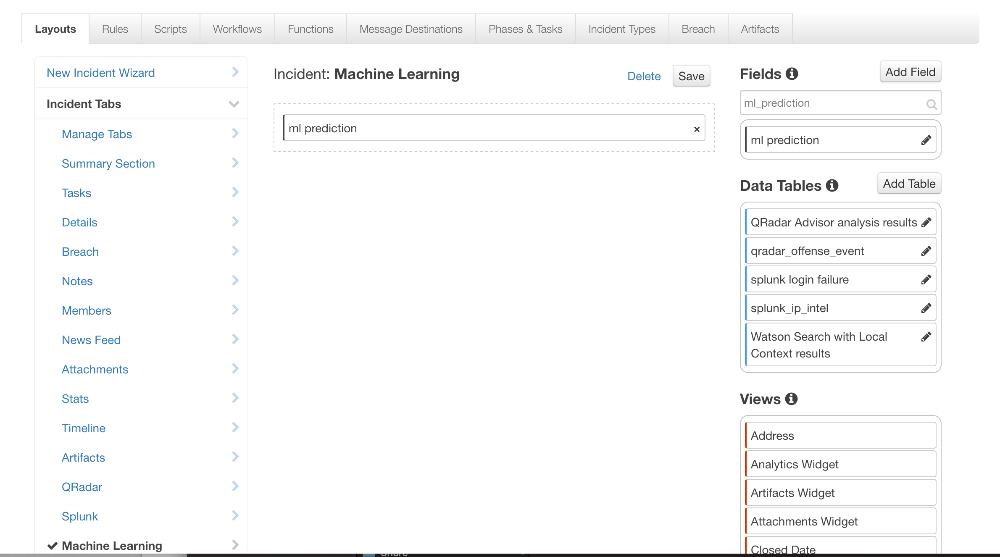 Layouts
Rules
Scripts
Workflows
Functions
Message Destinations
Phases & Tasks
Incident Types
Breach
Artifacts
New Incident Wizard
Incident Tabs
Manage Tabs
Summary Section
Tasks
Details
Breach
Notes
Members
News Feed
Attachments
Stats
Timeline
Artifacts
QRadar
Splunk
Machine Learning
Incident: Machine Learning
Delete
Save
ml prediction
Fields
Add Field
ml_prediction
ml prediction
Data Tables
Add Table
QRadar Advisor analysis results
qradar_offense_event
splunk login failure
splunk_ip_intel
Watson Search with Local
Context results
Views
Address
Analytics Widget
Artifacts Widget
Attachments Widget
Closed Date
Share